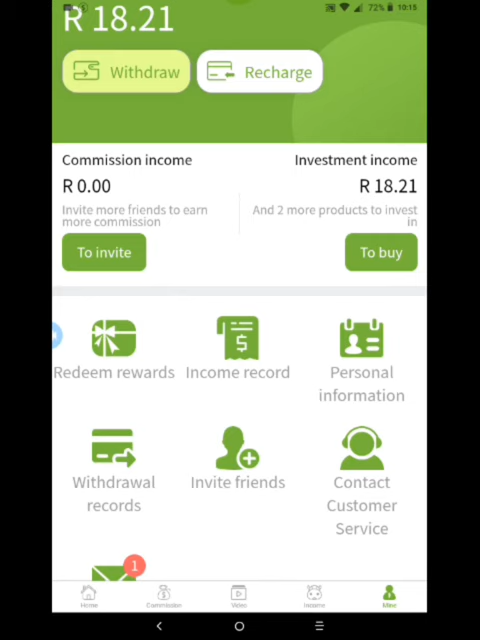 R 18.21
72% 10:15
Withdraw
Recharge
Commission income
Investment income
R 0.00
R 18.21
Invite more friends to earn
more commission
And 2 more products to invest
in
To invite
To buy
Redeem rewards
Income record
Personal
information
Withdrawal
records
Invite friends
Contact
Customer
Service
1
Home
Commission
Video
Income
Mine